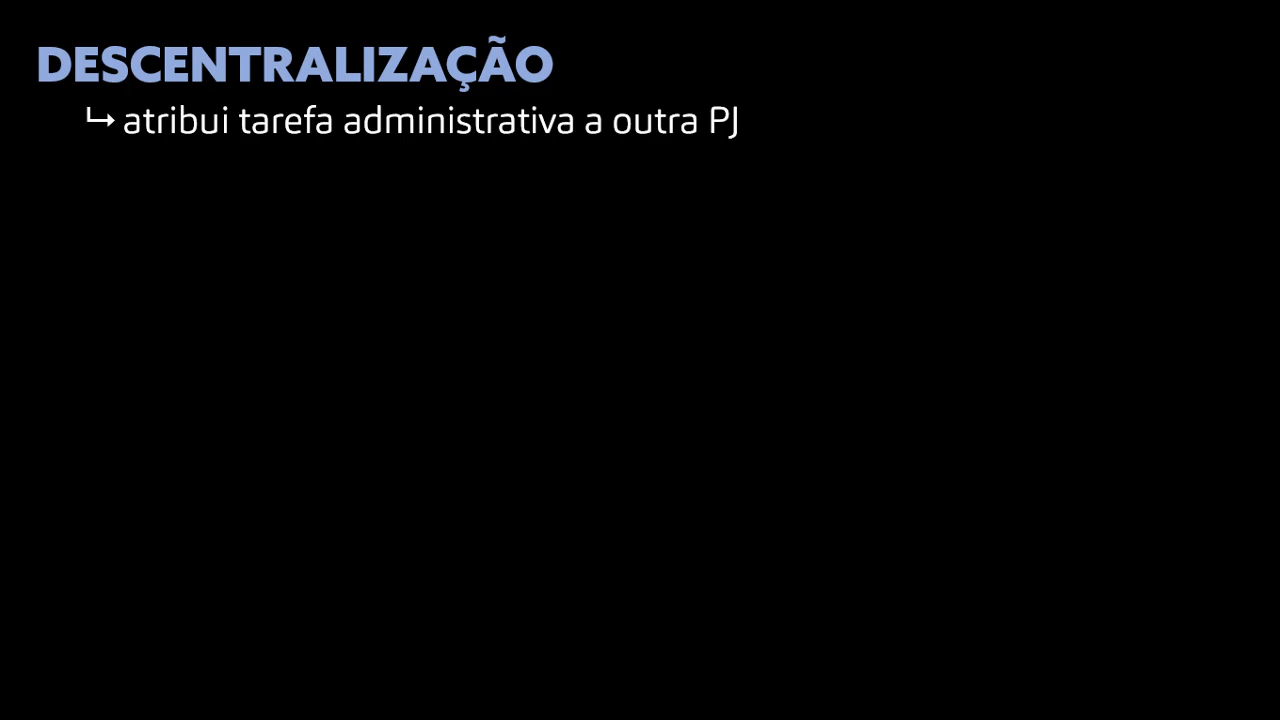 DESCENTRALIZAÇÃO
↳ atribui tarefa administrativa a outra PJ